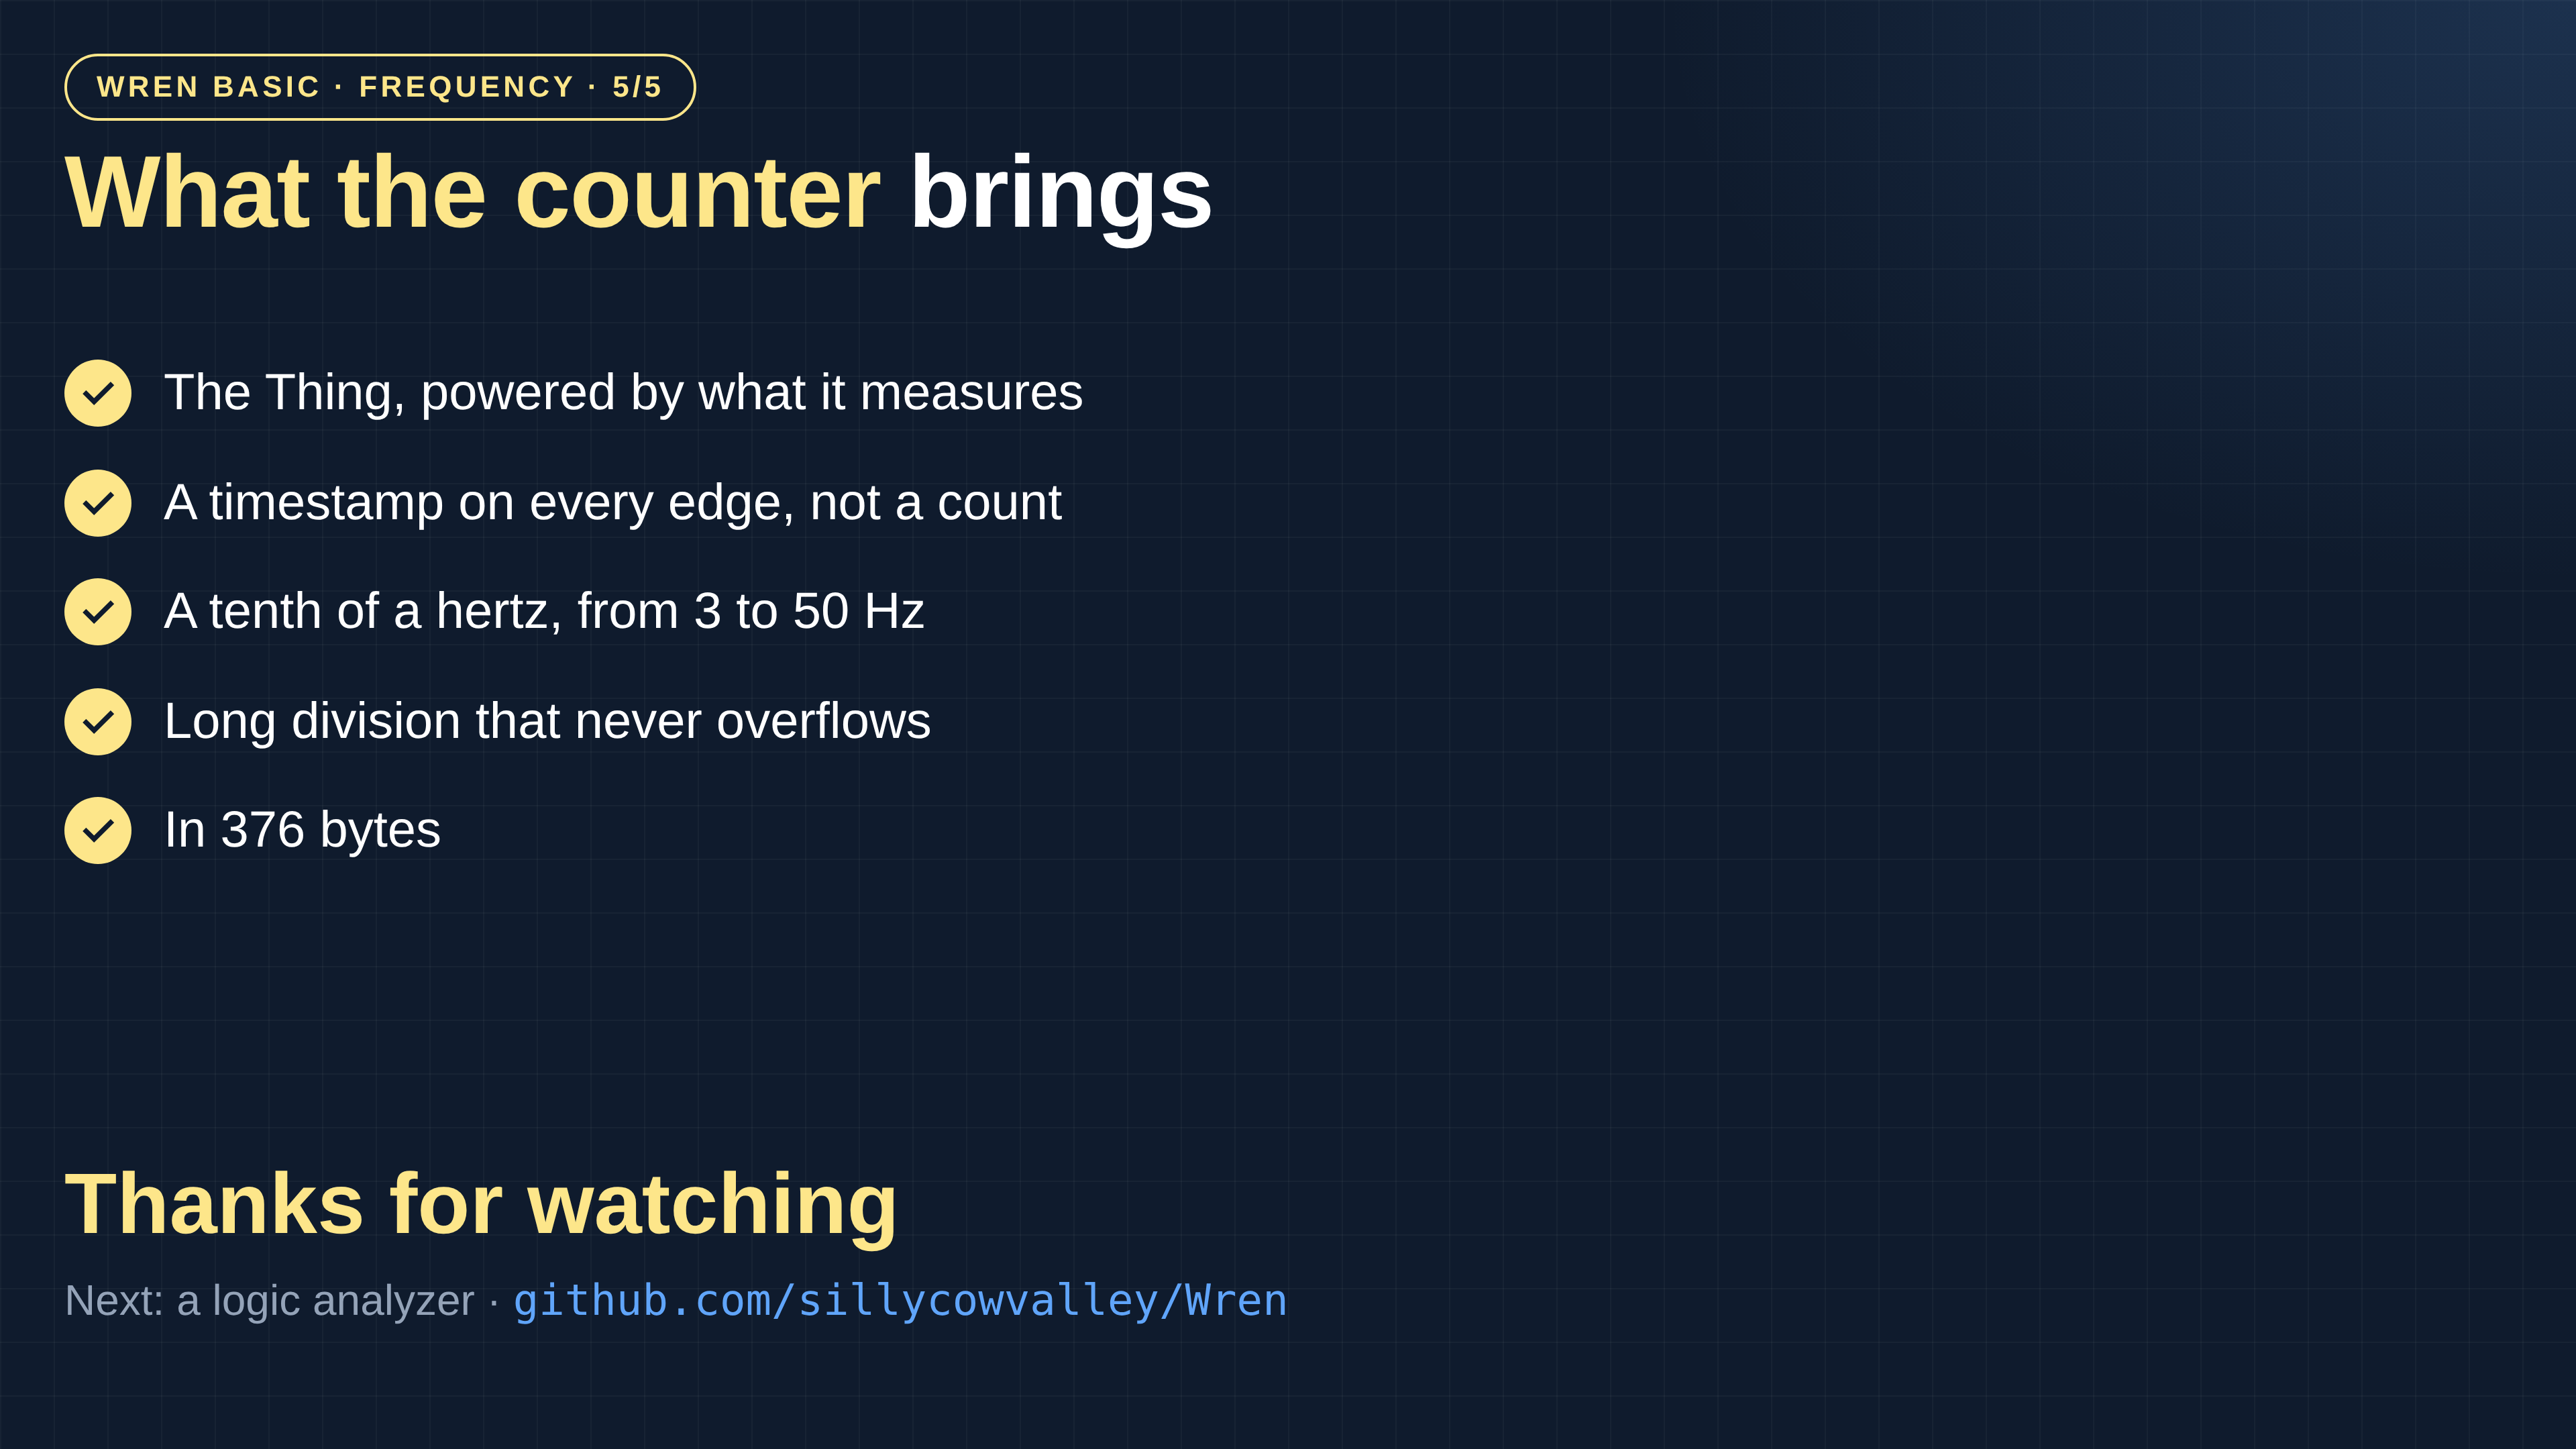 WREN BASIC · FREQUENCY · 5/5
What the counter brings
The Thing, powered by what it measures
A timestamp on every edge, not a count
A tenth of a hertz, from 3 to 50 Hz
Long division that never overflows
In 376 bytes
Thanks for watching
Next: a logic analyzer · github.com/sillycowvalley/Wren